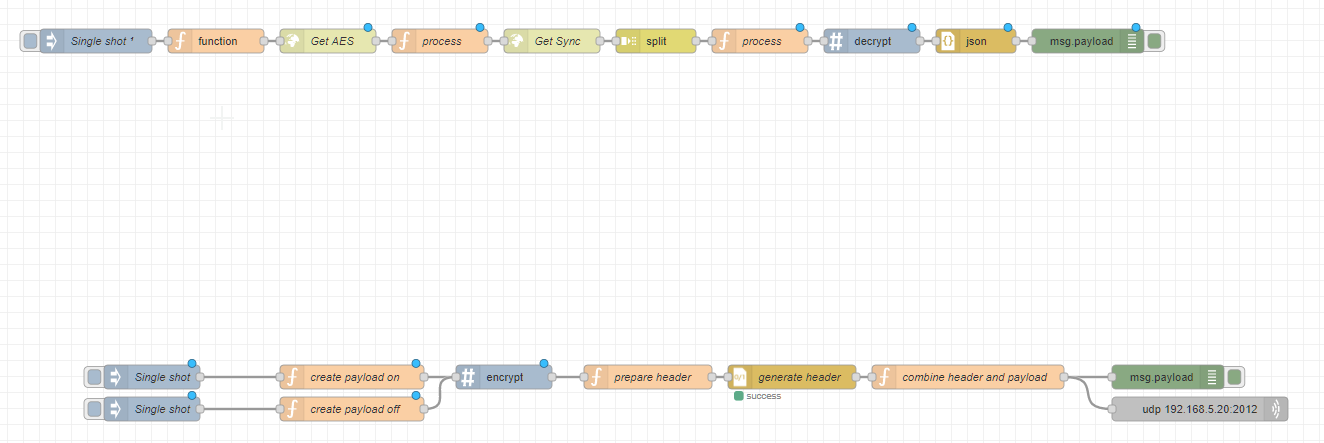 Single shot ¹ function Get AES process Get Sync split process decrypt json msg.payload
Single shot create payload on encrypt prepare header generate header combine header and payload msg.payload
success
Single shot create payload off udp 192.168.5.20:2012